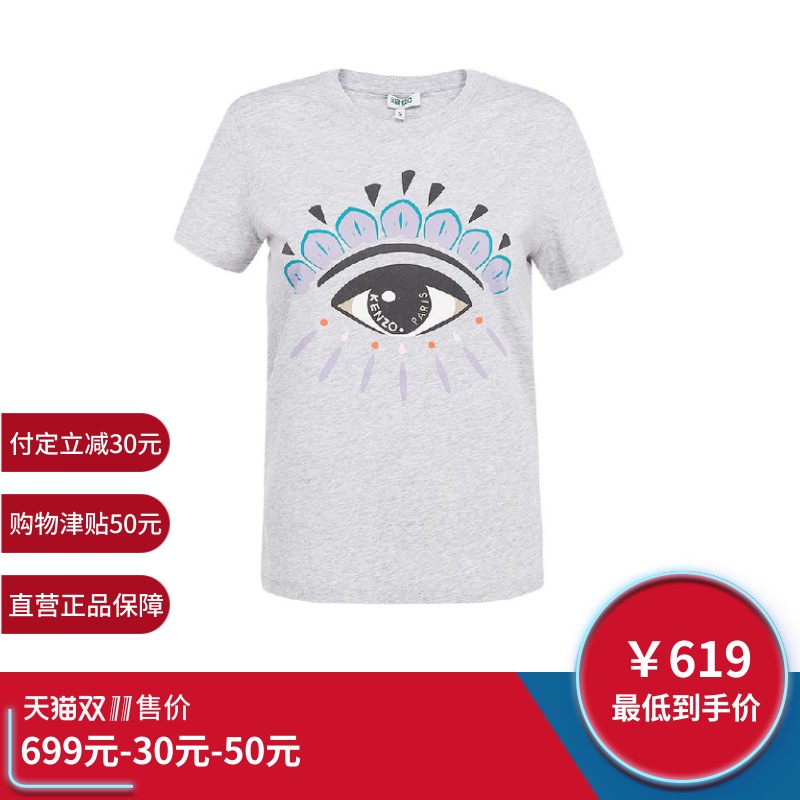 KENZO
S
KENZO
PARIS
付定立减30元
购物津贴50元
直营正品保障
￥619
最低到手价
天猫双11售价
699元-30元-50元